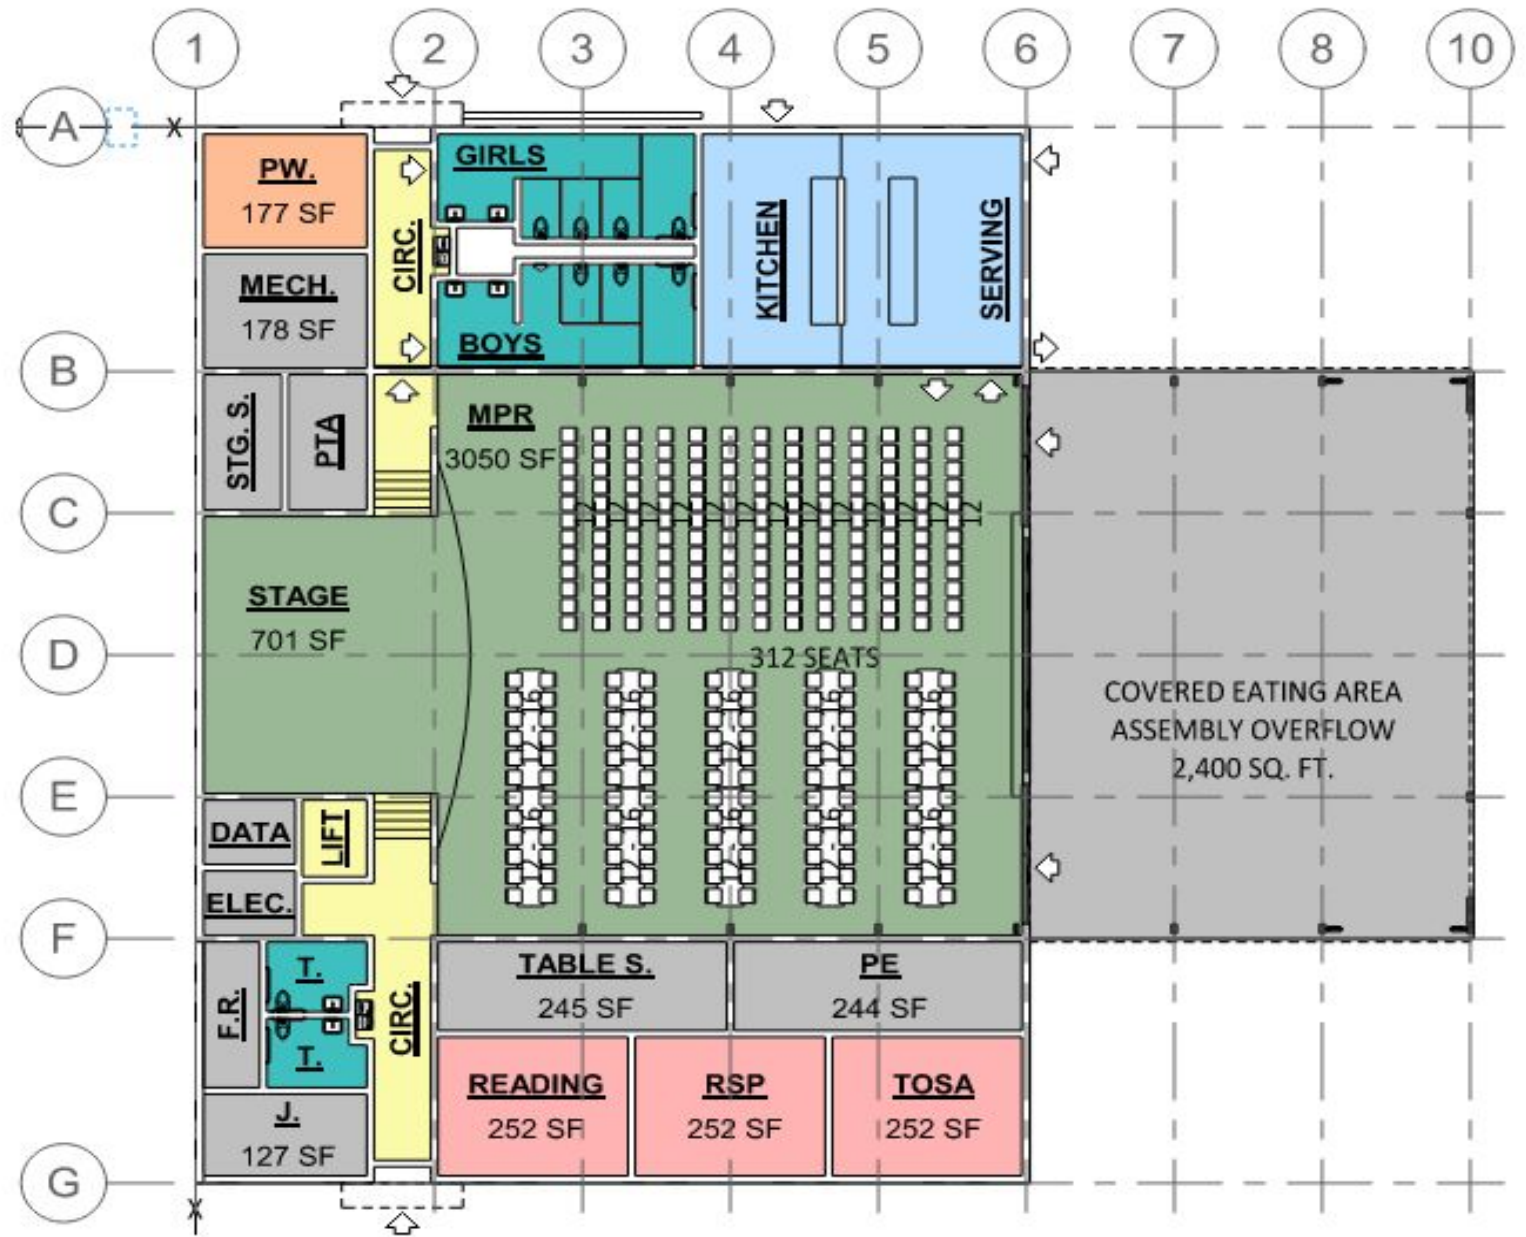 1 2 3 4 5 6 7 8 10
A
X
PW.
177 SF
CIRC.
GIRLS
KITCHEN
SERVING
MECH.
178 SF
BOYS
B
STG. S.
PTA
MPR
3050 SF
C
12
STAGE
701 SF
D
312 SEATS
COVERED EATING AREA
ASSEMBLY OVERFLOW
2,400 SQ. FT.
E
DATA
LIFT
ELEC.
F
F.R.
T.
T.
CIRC.
TABLE S.
245 SF
PE
244 SF
READING
252 SF
RSP
252 SF
TOSA
252 SF
J.
127 SF
G
X